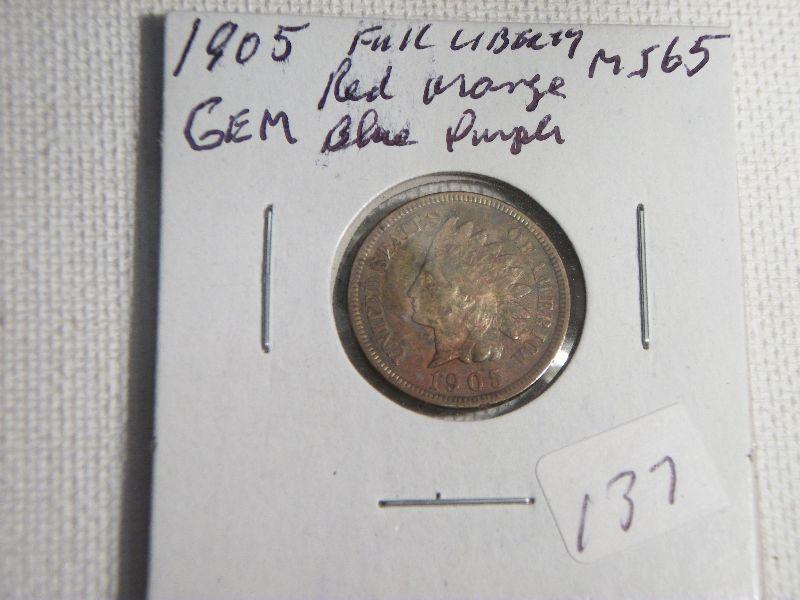 1905 Full LIBERTY MS65
Red orange
GEM Blue Purple
UNITED STATES OF AMERICA
1905
137